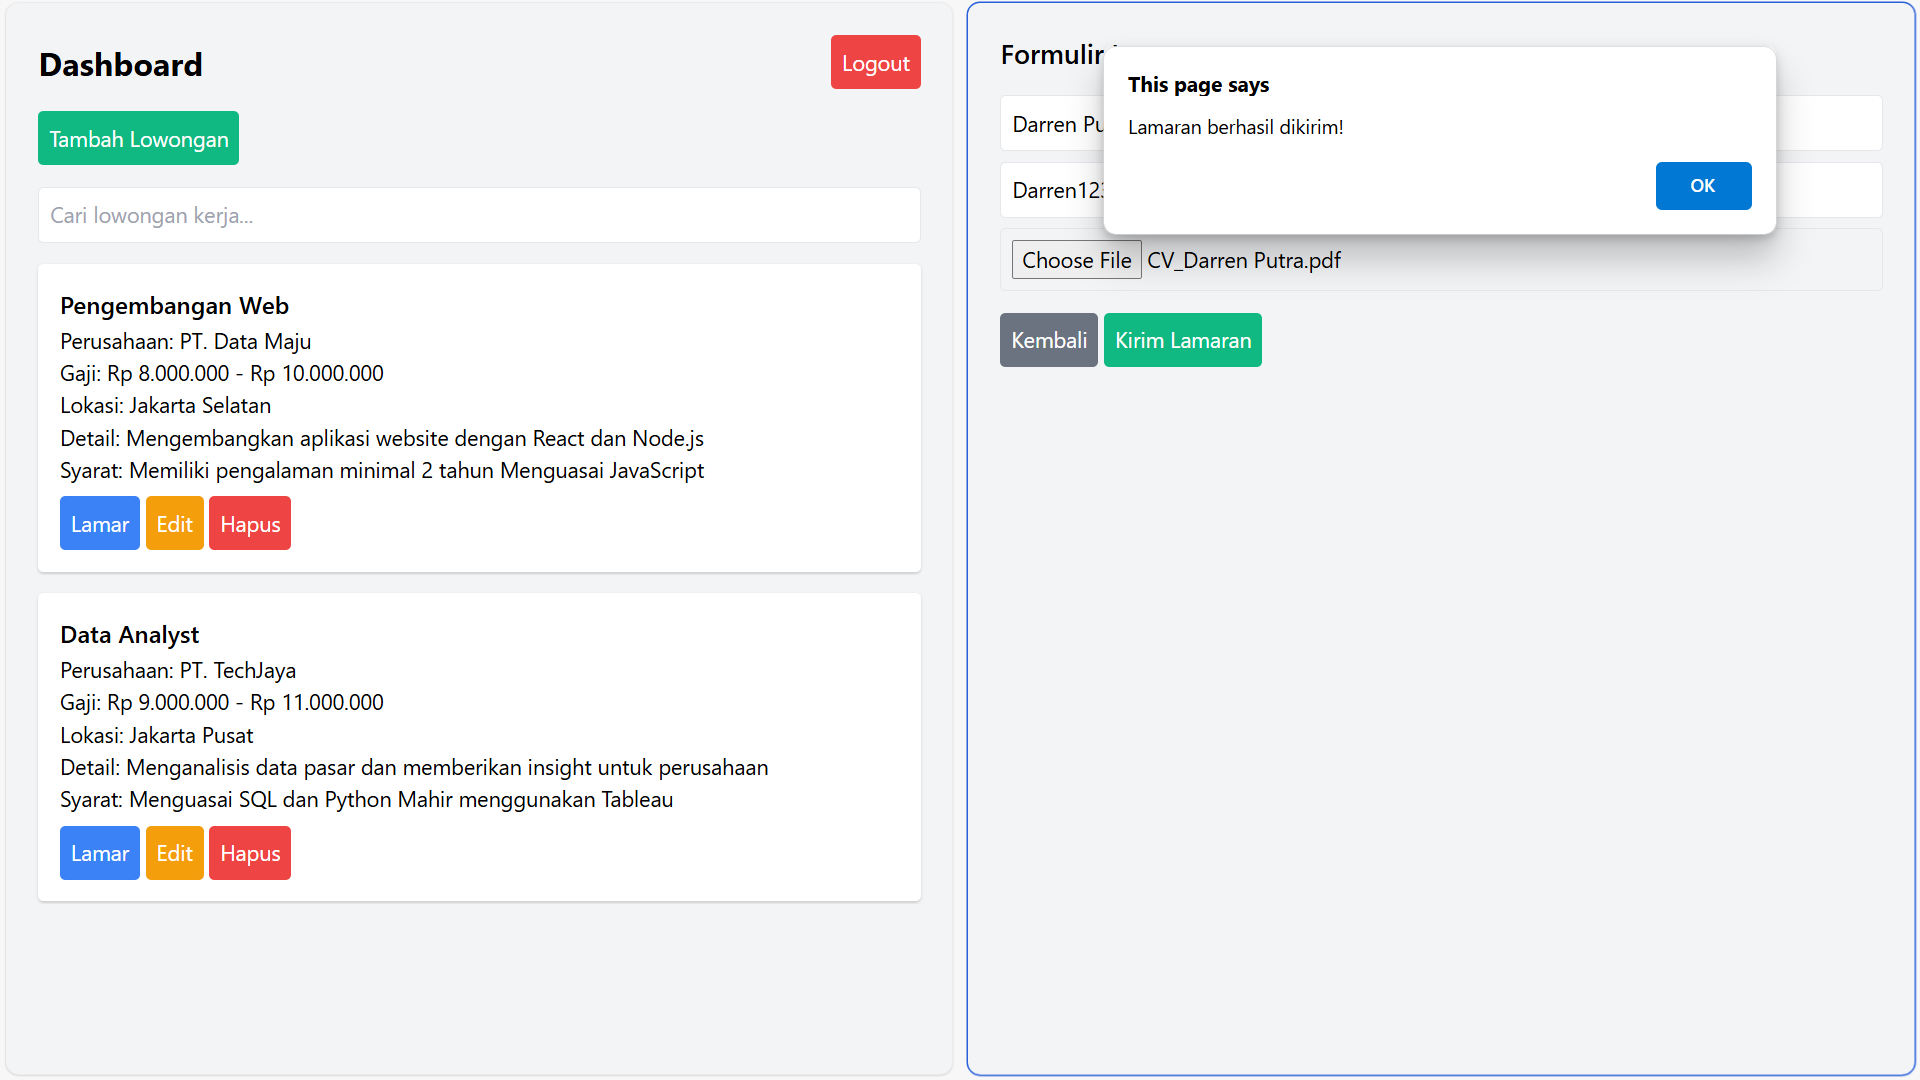 Dashboard
Logout
Tambah Lowongan
Cari lowongan kerja...
Pengembangan Web
Perusahaan: PT. Data Maju
Gaji: Rp 8.000.000 - Rp 10.000.000
Lokasi: Jakarta Selatan
Detail: Mengembangkan aplikasi website dengan React dan Node.js
Syarat: Memiliki pengalaman minimal 2 tahun Menguasai JavaScript
Lamar Edit Hapus
Data Analyst
Perusahaan: PT. TechJaya
Gaji: Rp 9.000.000 - Rp 11.000.000
Lokasi: Jakarta Pusat
Detail: Menganalisis data pasar dan memberikan insight untuk perusahaan
Syarat: Menguasai SQL dan Python Mahir menggunakan Tableau
Lamar Edit Hapus
Formulir
This page says
Lamaran berhasil dikirim!
OK
Darren
Choose File CV_Darren Putra.pdf
Kembali Kirim Lamaran